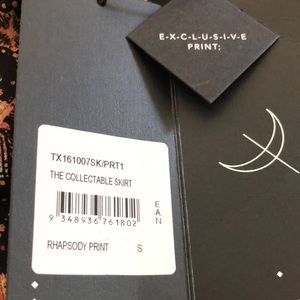 E-X-C-L-U-S-I-V-E
PRINT;
TX161007SK/PRT1
THE COLLECTABLE SKIRT
9 348936 761802
EAN
RHAPSODY PRINT S